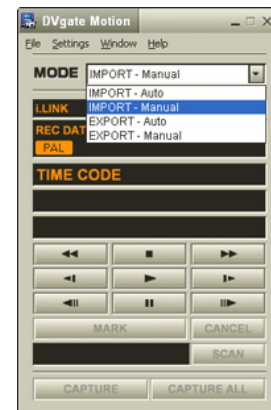 DVgate Motion
File Settings Window Help
MODE IMPORT - Manual
IMPORT - Auto
i.LINK IMPORT - Manual
EXPORT - Auto
REC DAT EXPORT - Manual
PAL
TIME CODE
MARK CANCEL
SCAN
CAPTURE CAPTURE ALL